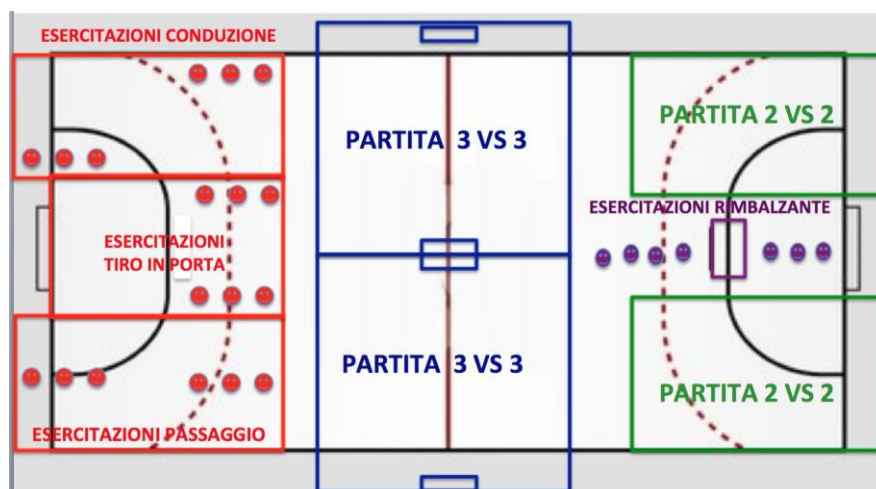 ESERCITAZIONI CONDUZIONE
ESERCITAZIONI
TIRO IN PORTA
ESERCITAZIONI PASSAGGIO
PARTITA 3 VS 3
PARTITA 3 VS 3
PARTITA 2 VS 2
ESERCITAZIONI RIMBALZANTE
PARTITA 2 VS 2